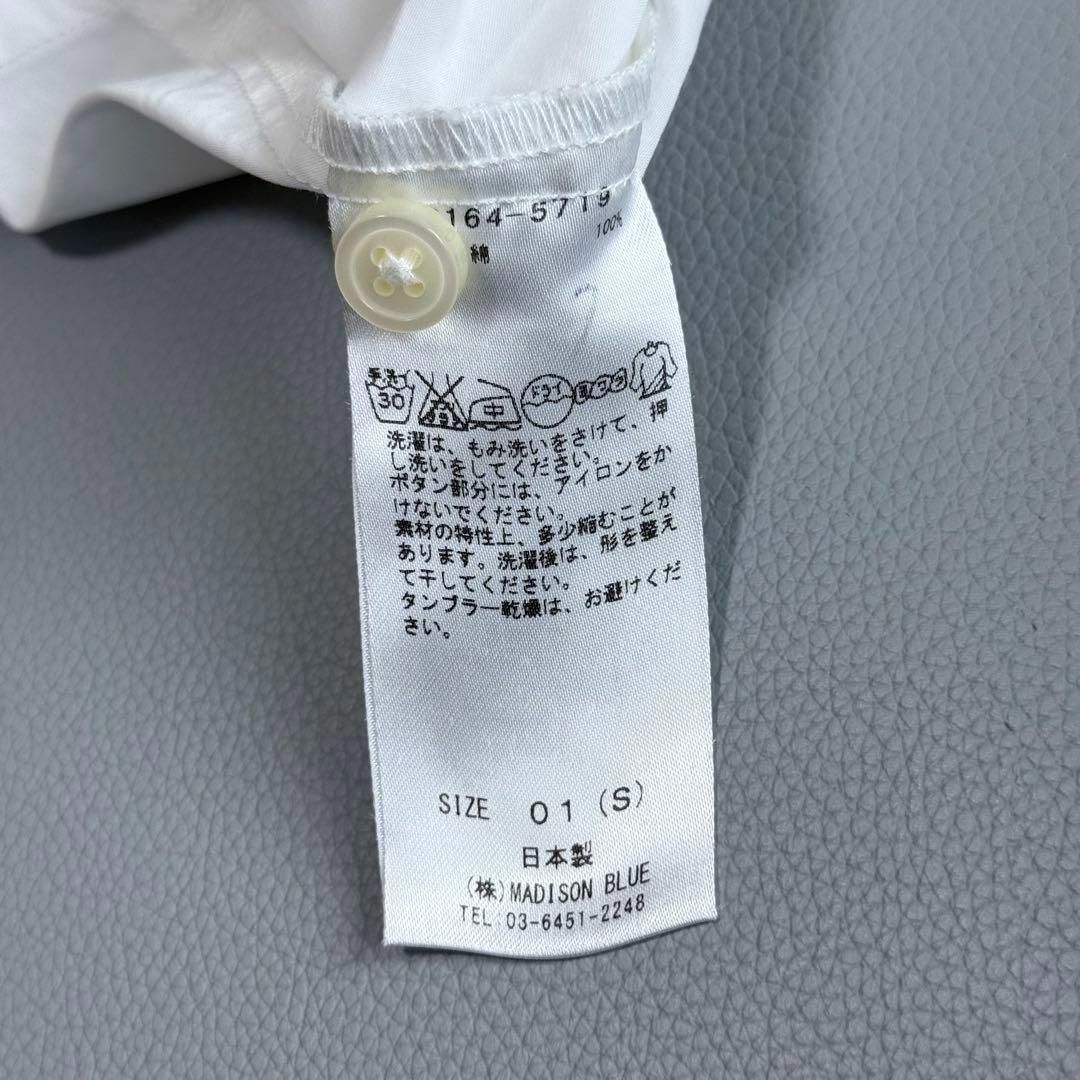 164-5719
綿 100%
手洗 30 中 ドライ
洗濯は、もみ洗いをさけて、押
し洗いをしてください。
ボタン部分には、アイロンをか
けないでください。
素材の特性上、多少縮むことが
あります。洗濯後は、形を整え
て干してください。
タンブラー乾燥は、お避けくだ
さい。
SIZE 01(S)
日本製
(株)MADISON BLUE
TEL:03-6451-2248